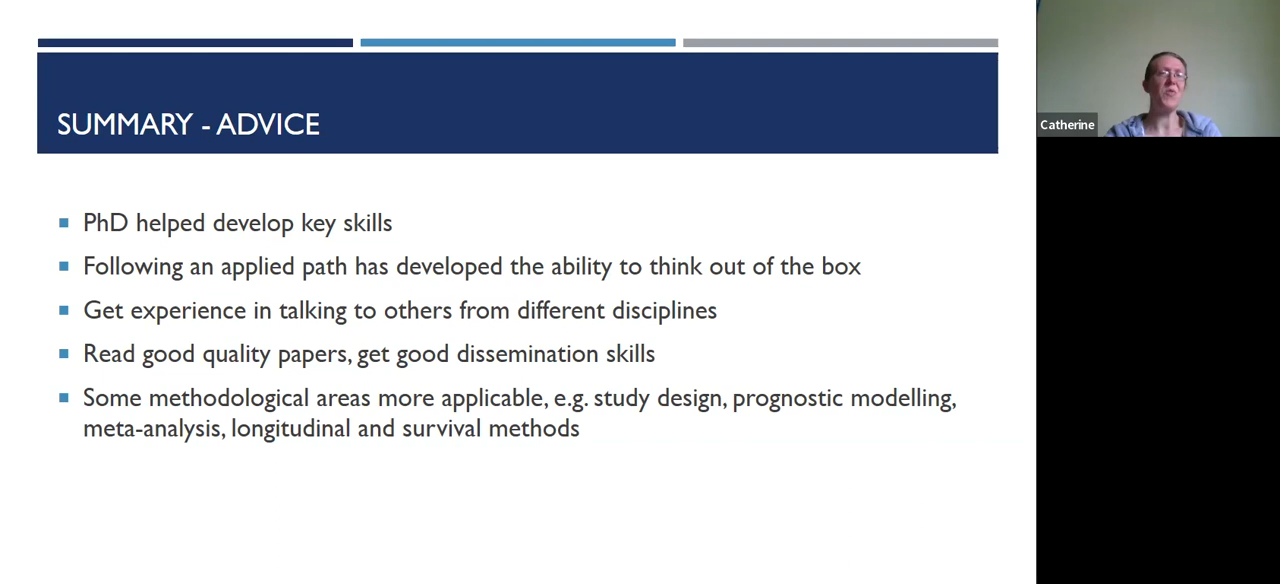 SUMMARY - ADVICE
PhD helped develop key skills
Following an applied path has developed the ability to think out of the box
Get experience in talking to others from different disciplines
Read good quality papers, get good dissemination skills
Some methodological areas more applicable, e.g. study design, prognostic modelling,
meta-analysis, longitudinal and survival methods
Catherine